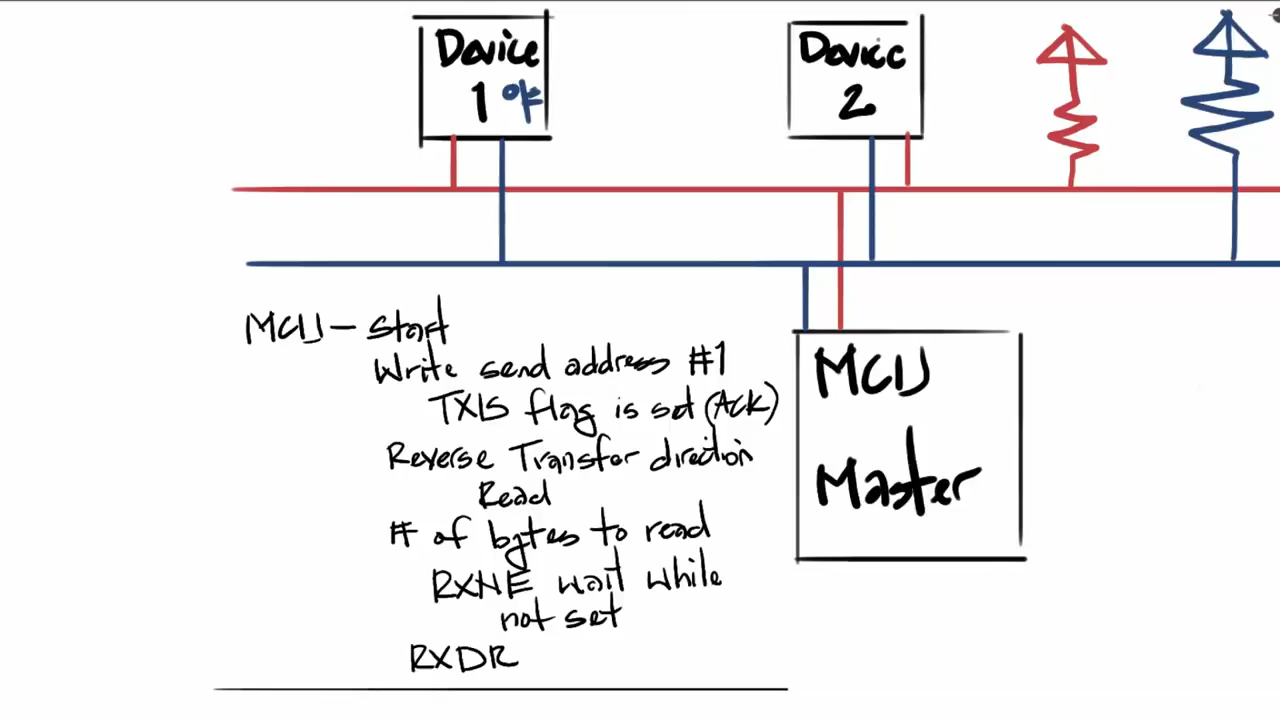 Device
1 OK
Device
2
MCU - Start
Write send address #1
TXIS flag is set (ACK)
Reverse Transfer direction
Read
# of bytes to read
RXNE wait while
not set
RXDR
MCU
Master